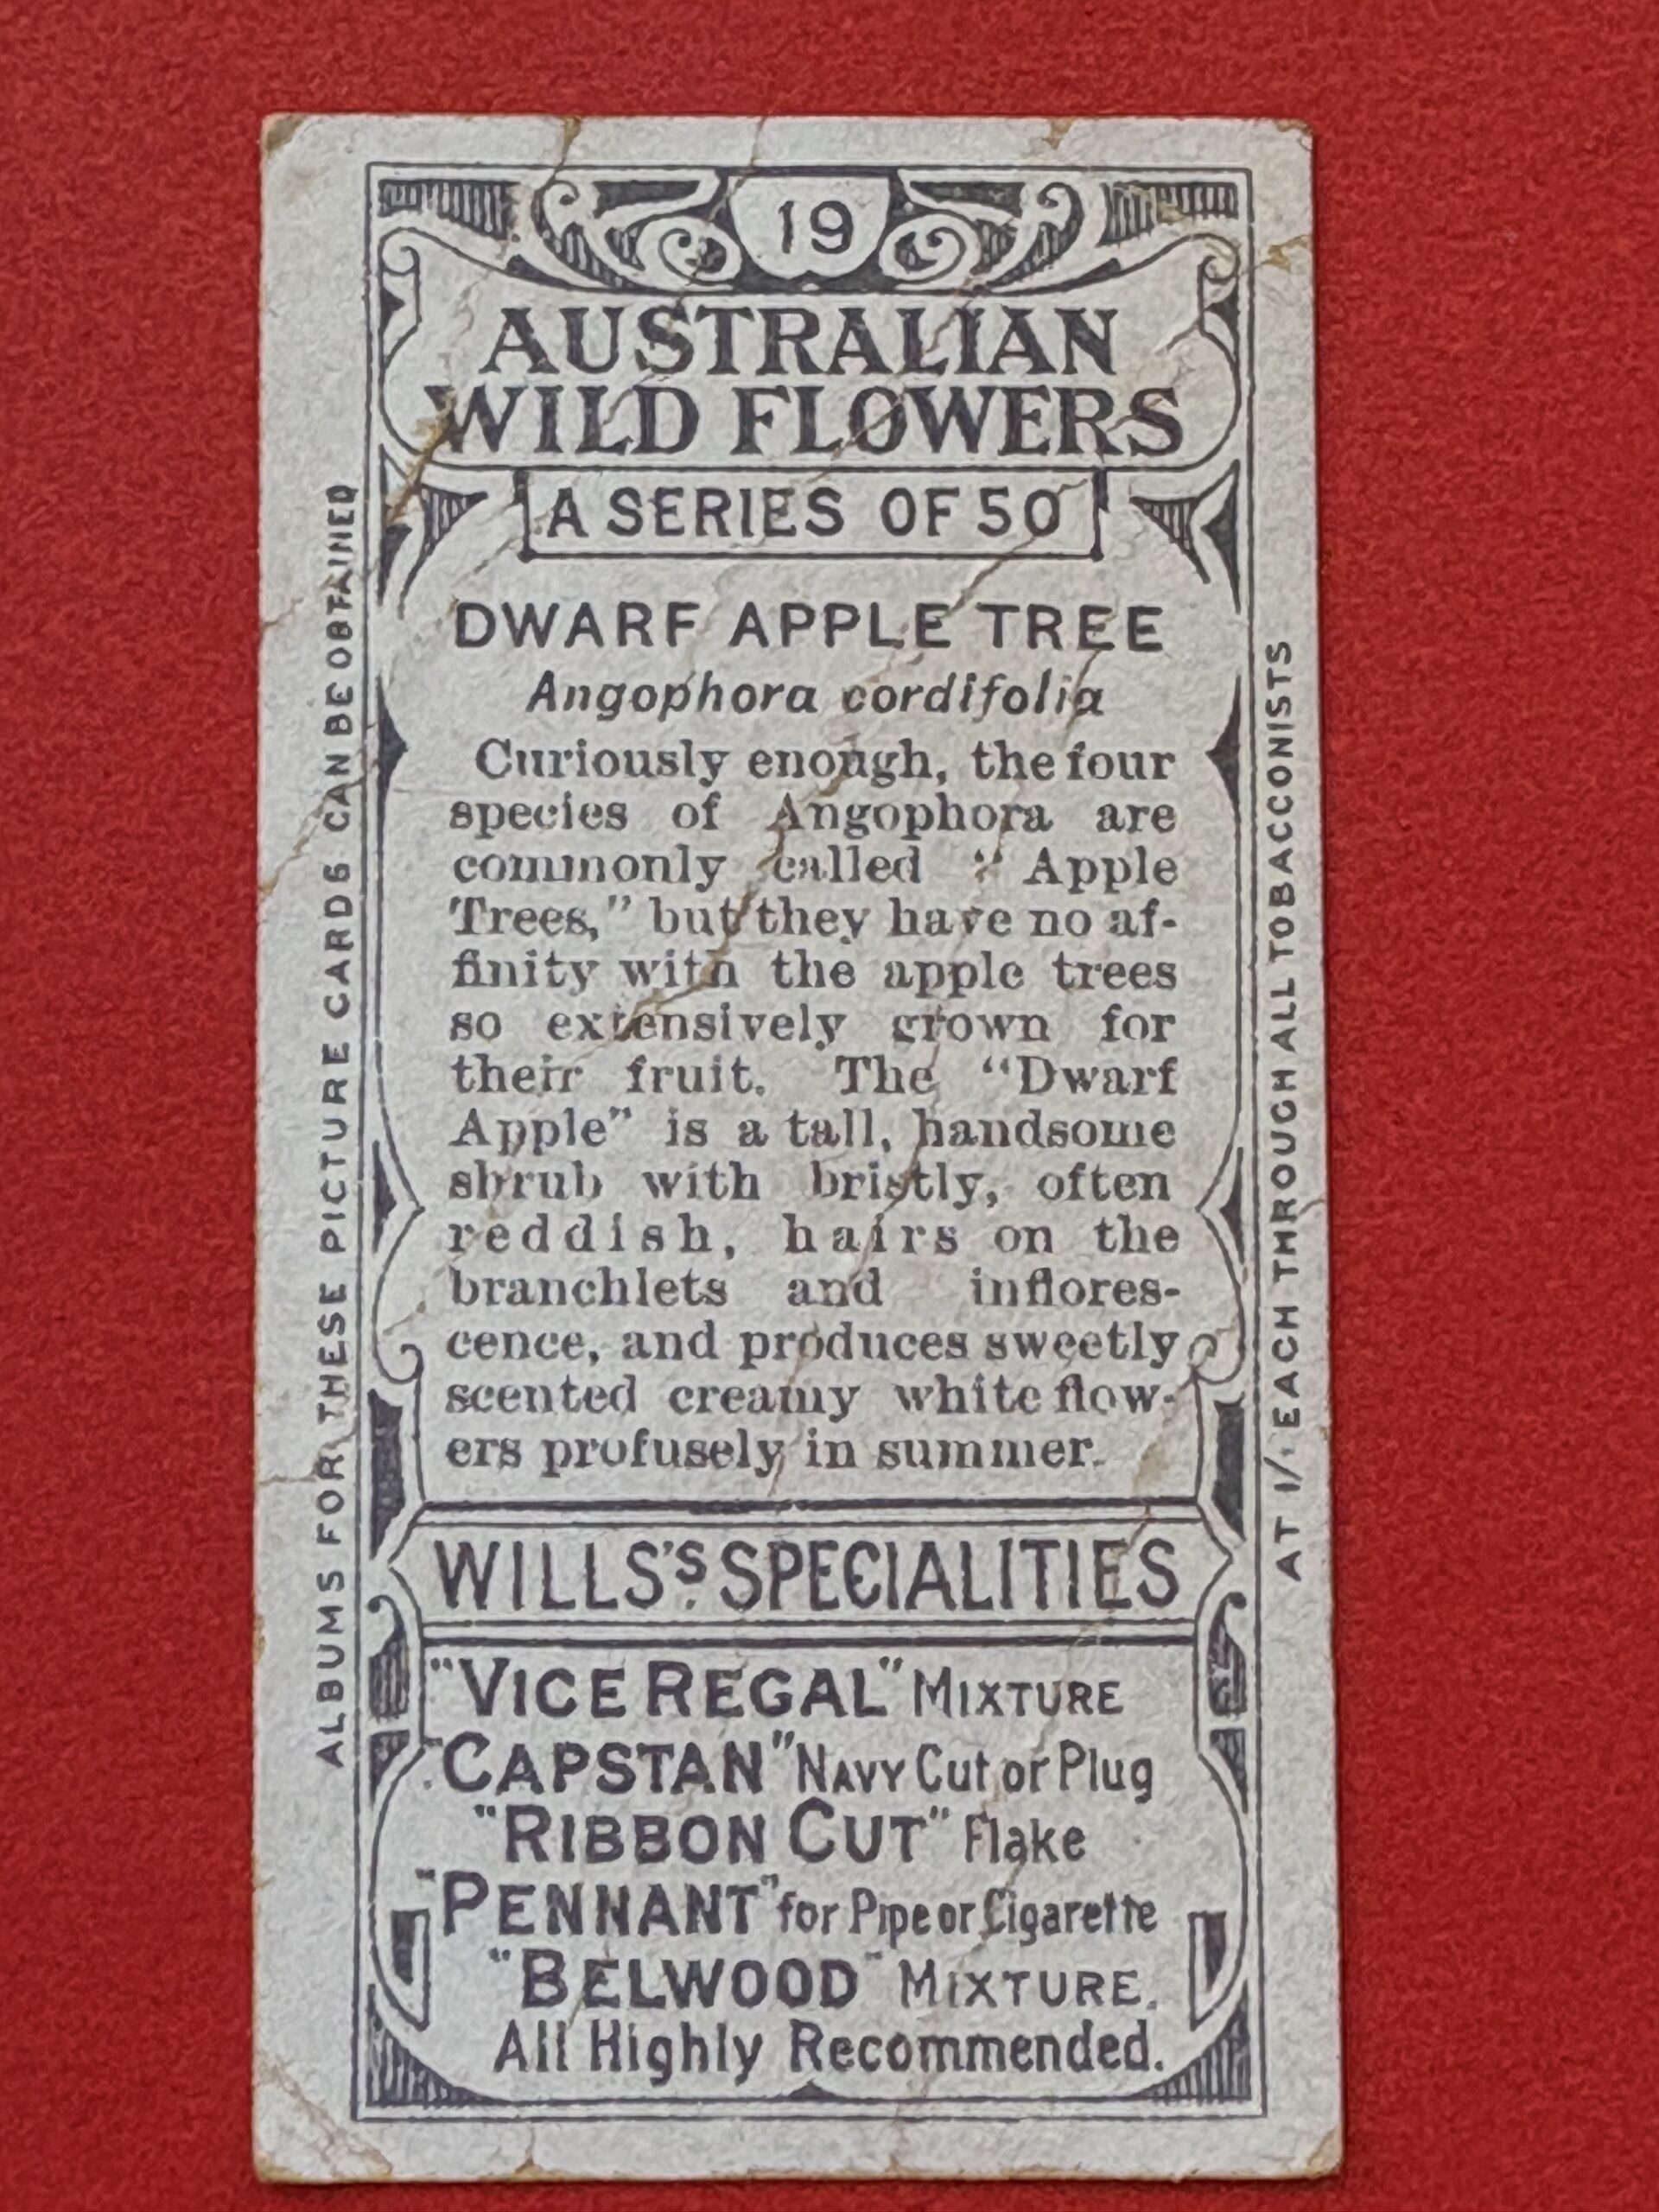 19
AUSTRALIAN
WILD FLOWERS
A SERIES OF 50
DWARF APPLE TREE
Angophora cordifolia
Curiously enough, the four
species of Angophora are
commonly called "Apple
Trees," but they have no af-
finity with the apple trees
so extensively grown for
their fruit. The "Dwarf
Apple" is a tall, handsome
shrub with bristly, often
reddish, hairs on the
branchlets and inflores-
cence, and produces sweetly
scented creamy white flow-
ers profusely in summer.
WILLS'S SPECIALITIES
"VICE REGAL" MIXTURE
"CAPSTAN" NAVY Cut or Plug
"RIBBON CUT" Flake
"PENNANT" for Pipe or Cigarette
"BELWOOD" MIXTURE.
All Highly Recommended.
ALBUMS FOR THESE PICTURE CARDS CAN BE OBTAINED
AT 1/- EACH THROUGH ALL TOBACCONISTS